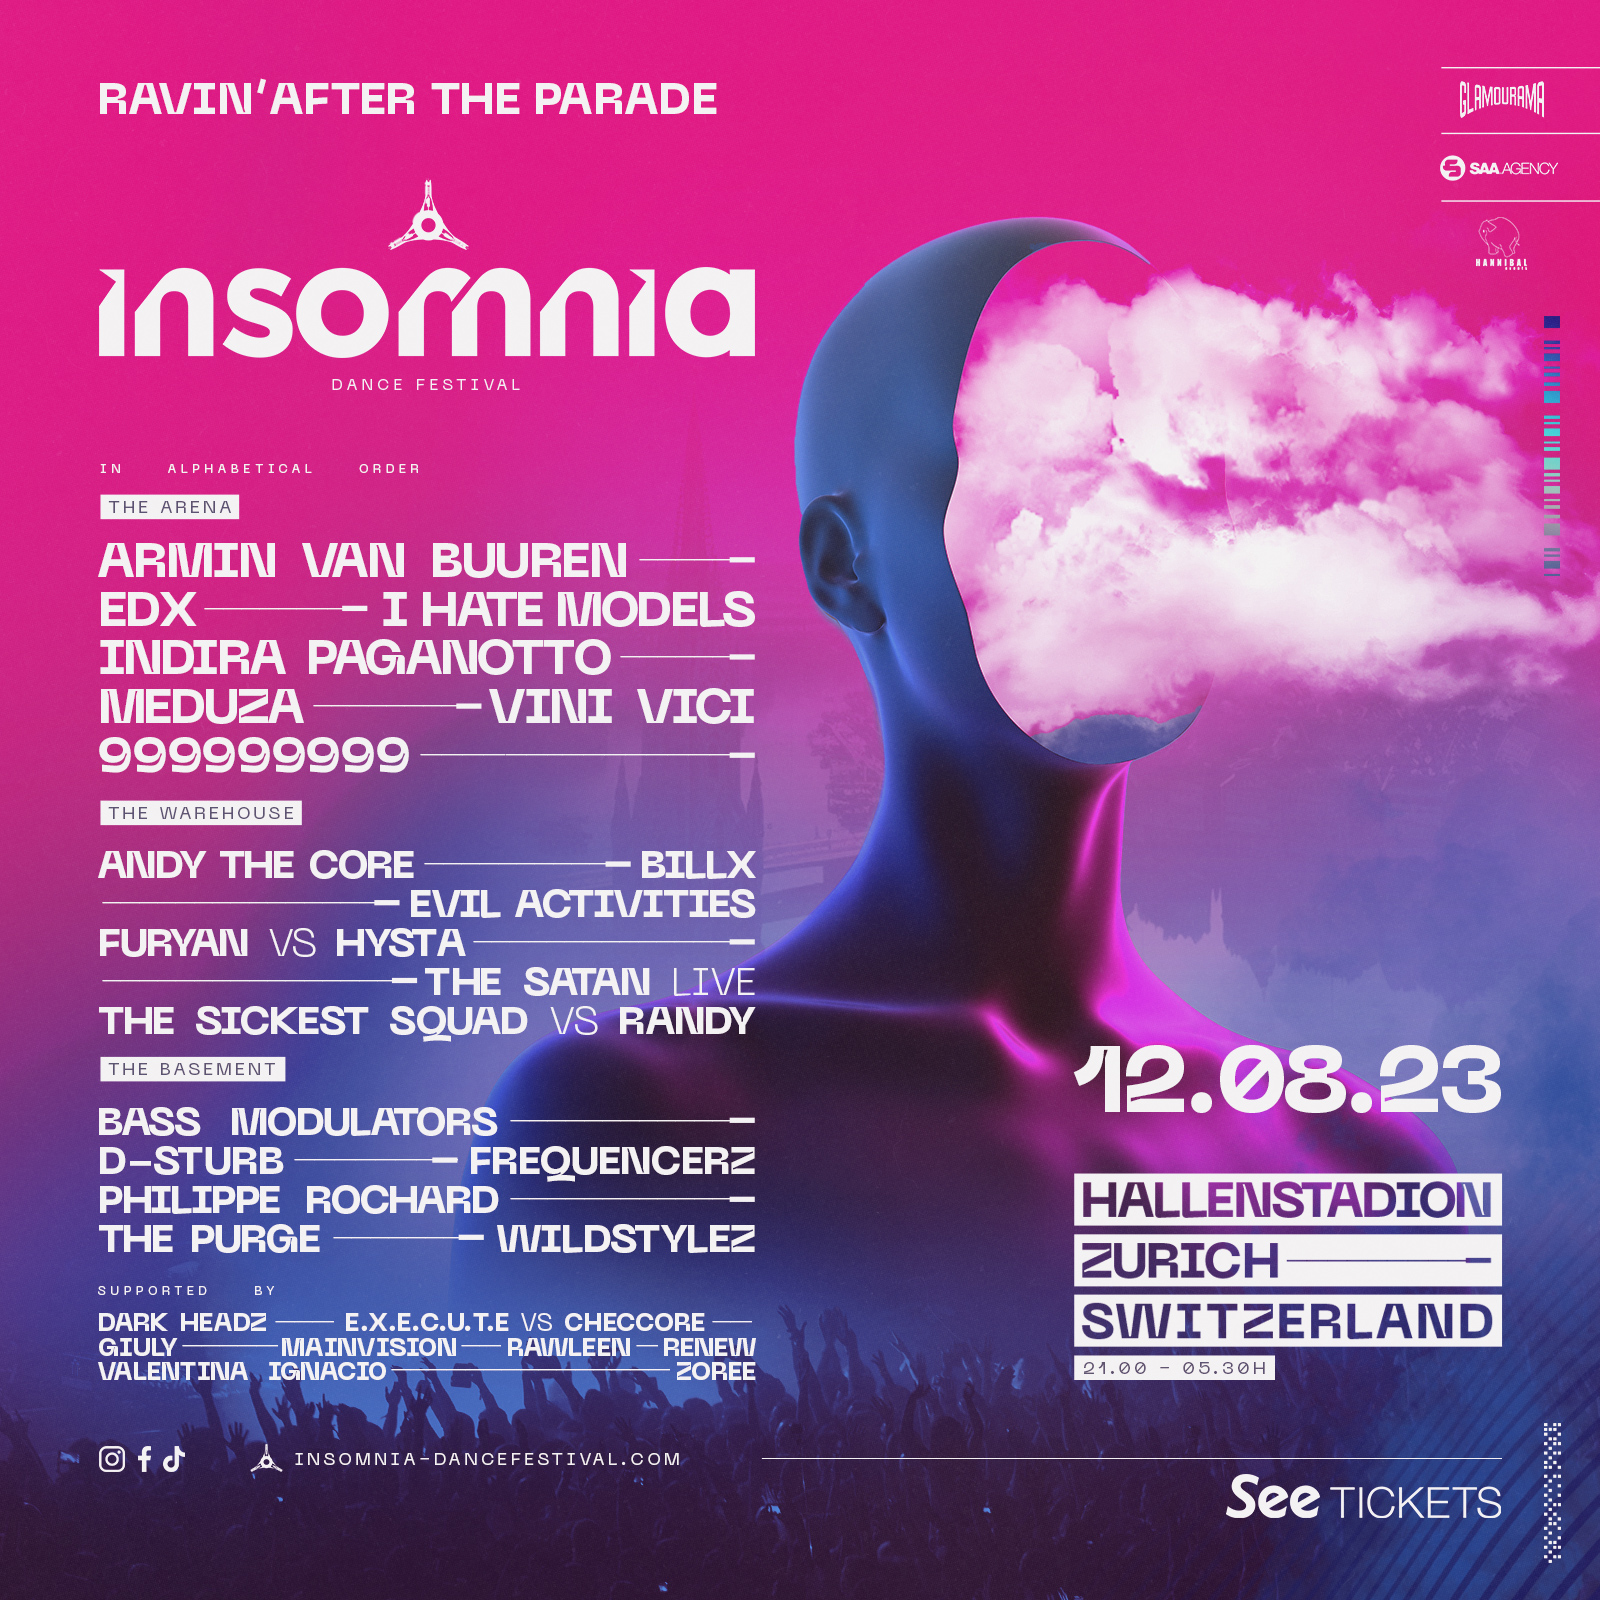 RAVIN'AFTER THE PARADE
GLAMOURAMA
SAA AGENCY
HANNIBAL
insomnia
DANCE FESTIVAL
IN ALPHABETICAL ORDER
THE ARENA
ARMIN VAN BUUREN
EDX — I HATE MODELS
INDIRA PAGANOTTO
MEDUZA — VINI VICI
999999999
THE WAREHOUSE
ANDY THE CORE — BILLX
EVIL ACTIVITIES
FURYAN VS HYSTA
THE SATAN LIVE
THE SICKEST SQUAD VS RANDY
THE BASEMENT
BASS MODULATORS
D-STURB — FREQUENCERZ
PHILIPPE ROCHARD
THE PURGE — WILDSTYLEZ
SUPPORTED BY
DARK HEADZ — E.X.E.C.U.T.E VS CHECCORE
GIULY — MAINVISION — RAWLEEN — RENEW
VALENTINA IGNACIO — ZOREE
12.08.23
HALLENSTADION
ZURICH
SWITZERLAND
21.00 - 05.30H
INSOMNIA-DANCEFESTIVAL.COM
See TICKETS